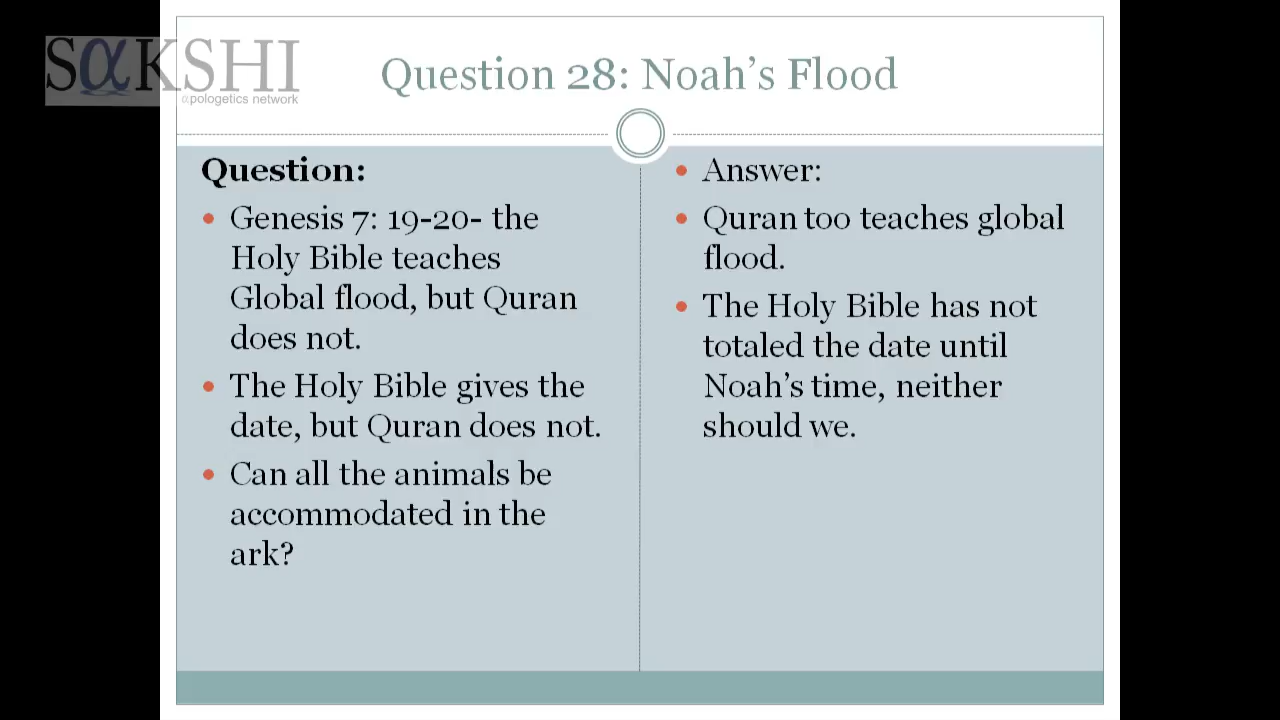 SαKSHI
αpologetics network
Question 28: Noah's Flood
Question:
Genesis 7: 19-20- the
Holy Bible teaches
Global flood, but Quran
does not.
The Holy Bible gives the
date, but Quran does not.
Can all the animals be
accommodated in the
ark?
Answer:
Quran too teaches global
flood.
The Holy Bible has not
totaled the date until
Noah's time, neither
should we.